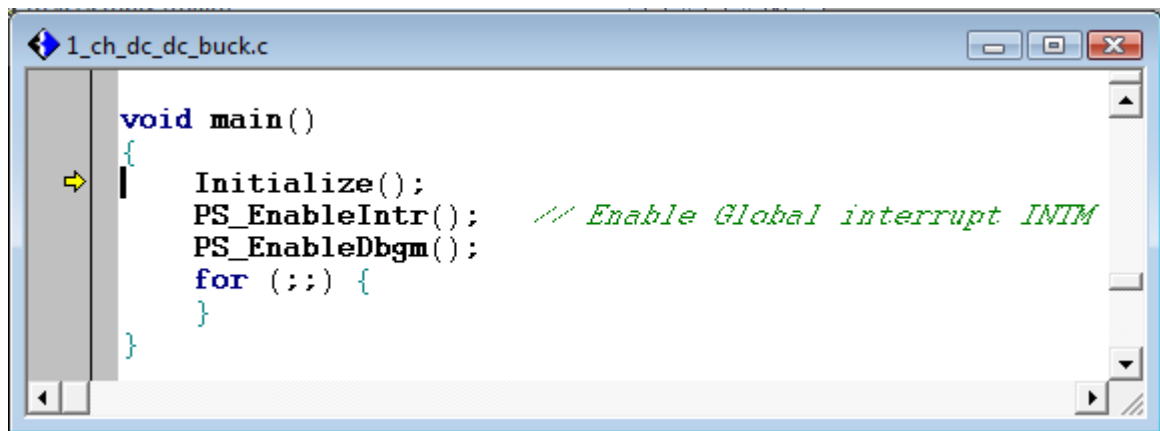 1_ch_dc_dc_buck.c
void main()
{
Initialize();
PS_EnableIntr();   // Enable Global interrupt INTM
PS_EnableDbgm();
for (;;) {
}
}